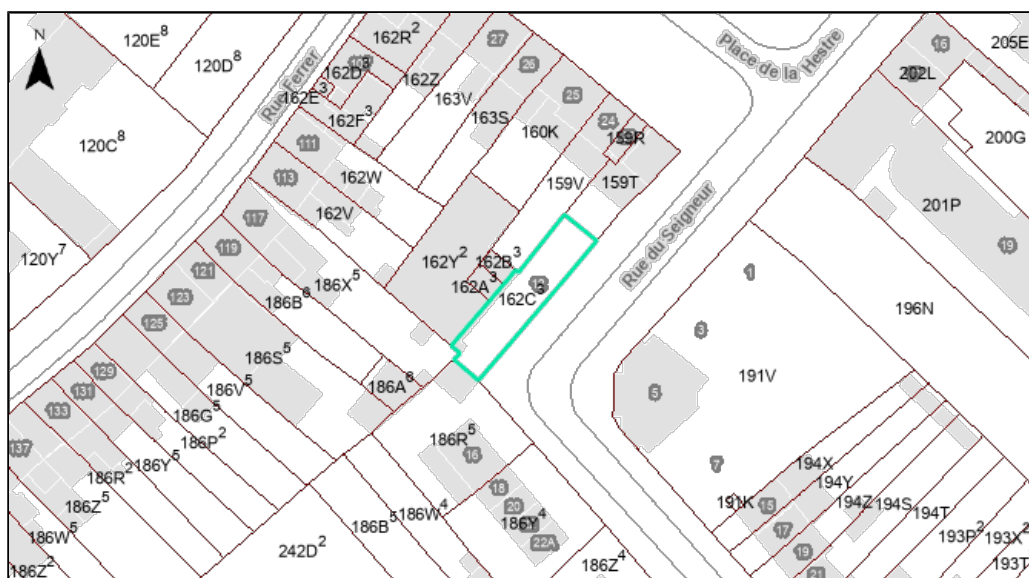 N
120E⁸
120D⁸
120C⁸
120Y⁷
Rue Ferrer
162R²
162D³
162E³
162F³
162Z
163V
163S
160K
27
26
25
24
159R
159T
159V
Place de la Hestre
Rue du Seigneur
16
205E
202L
200G
201P
19
196N
111
113
162W
162V
117
119
121
123
125
129
131
133
137
162Y²
162B³
162A³
162C³
186X⁵
186B⁶
186S⁵
186V⁵
186G⁵
186P²
186Y⁵
186R²
186Z⁵
186W⁵
186Z²
186A⁶
186R⁵
16
18
20
186Y⁴
22A
186W⁴
186B⁵
242D²
186Z⁴
1
3
5
7
191V
191K
15
17
19
21
194X
194Y
194Z
194S
194T
193P²
193X²
193T